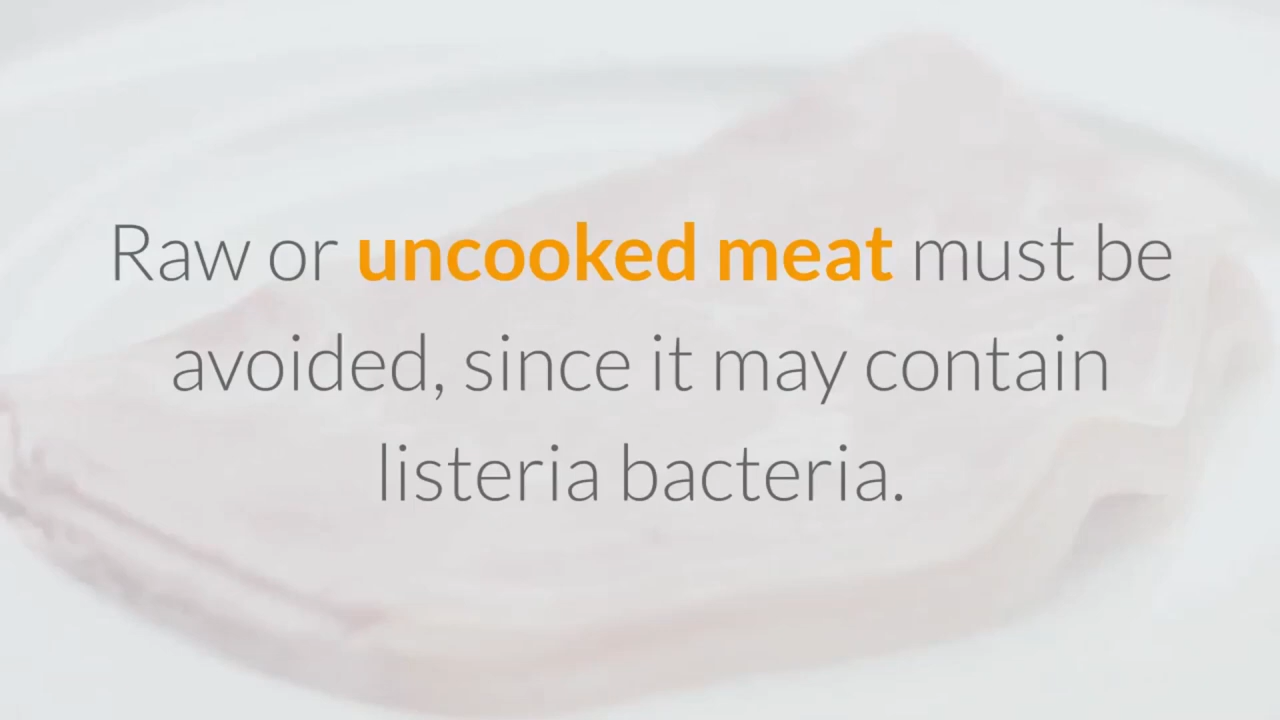 Raw or uncooked meat must be
avoided, since it may contain
listeria bacteria.